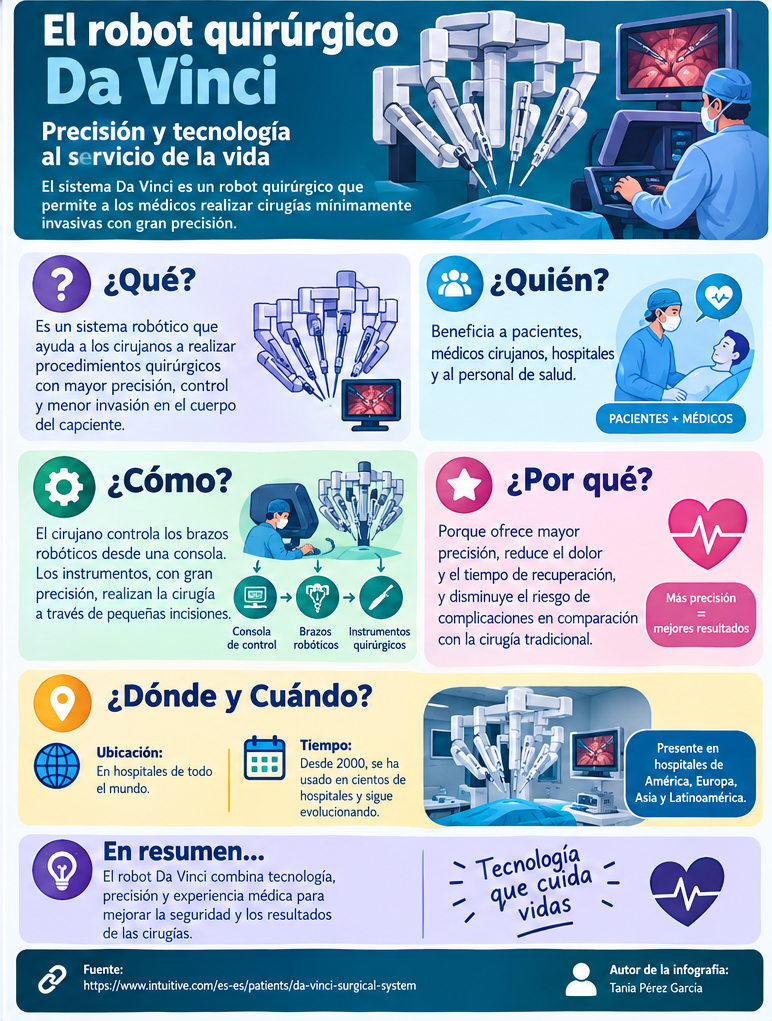 El robot quirúrgico
Da Vinci
Precisión y tecnología
al servicio de la vida
El sistema Da Vinci es un robot quirúrgico que
permite a los médicos realizar cirugías mínimamente
invasivas con gran precisión.
¿Qué?
Es un sistema robótico que
ayuda a los cirujanos a realizar
procedimientos quirúrgicos
con mayor precisión, control
y menor invasión en el cuerpo
del capciente.
¿Quién?
Beneficia a pacientes,
médicos cirujanos, hospitales
y al personal de salud.
PACIENTES + MÉDICOS
¿Cómo?
El cirujano controla los brazos
robóticos desde una consola.
Los instrumentos, con gran
precisión, realizan la cirugía
a través de pequeñas incisiones.
Consola
de control
Brazos
robóticos
Instrumentos
quirúrgicos
¿Por qué?
Porque ofrece mayor
precisión, reduce el dolor
y el tiempo de recuperación,
y disminuye el riesgo de
complicaciones en comparación
con la cirugía tradicional.
Más precisión
=
mejores resultados
¿Dónde y Cuándo?
Ubicación:
En hospitales de todo
el mundo.
Tiempo:
Desde 2000, se ha
usado en cientos de
hospitales y sigue
evolucionando.
Presente en
hospitales de
América, Europa,
Asia y Latinoamérica.
En resumen...
El robot Da Vinci combina tecnología,
precisión y experiencia médica para
mejorar la seguridad y los resultados
de las cirugías.
Tecnología
que cuida
vidas
Fuente:
https://www.intuitive.com/es-es/patients/da-vinci-surgical-system
Autor de la infografia:
Tania Pérez García